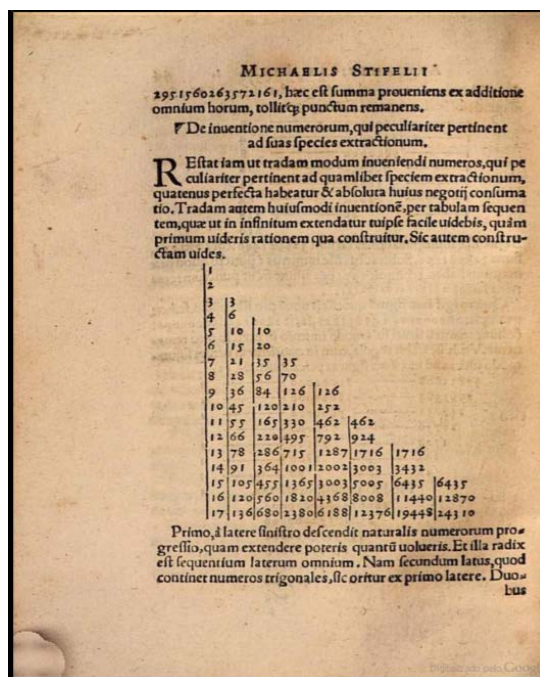 MICHAELIS STIFELII
295156026357 2161, hæc est summa proueniens ex additione
omnium horum, tollitqꝫ punctum remanens.
De inuentione numerorum, qui peculiariter pertinent
ad suas species extractionum.
REstat iam ut tradam modum inueniendi numeros, qui pe
culiariter pertinent ad quamlibet speciem extractionum,
quatenus perfecta habeatur & absoluta huius negotij consuma
tio. Tradam autem huiusmodi inuentionē, per tabulam sequen
tem, quæ ut in infinitum extendatur tuipse facile uidebis, quàm
primum uideris rationem qua construitur. Sic autem constru-
ctam uides.
1
2
3 3
4 6
5 10 10
6 15 20
7 21 35 35
8 28 56 70
9 36 84 126 126
10 45 120 210 252
11 55 165 330 462 462
12 66 220 495 792 924
13 78 286 715 1287 1716 1716
14 91 364 1001 2002 3003 3432
15 105 455 1365 3003 5005 6435 6435
16 120 560 1820 4368 8008 11440 12870
17 136 680 2380 6188 12376 19448 24310
Primo, à latere sinistro descendit naturalis numerorum pro-
gressio, quam extendere poteris quantū uolueris. Et illa radix
est sequentium laterum omnium. Nam secundum latus, quod
continet numeros trigonales, sic oritur ex primo latere. Duo-
bus